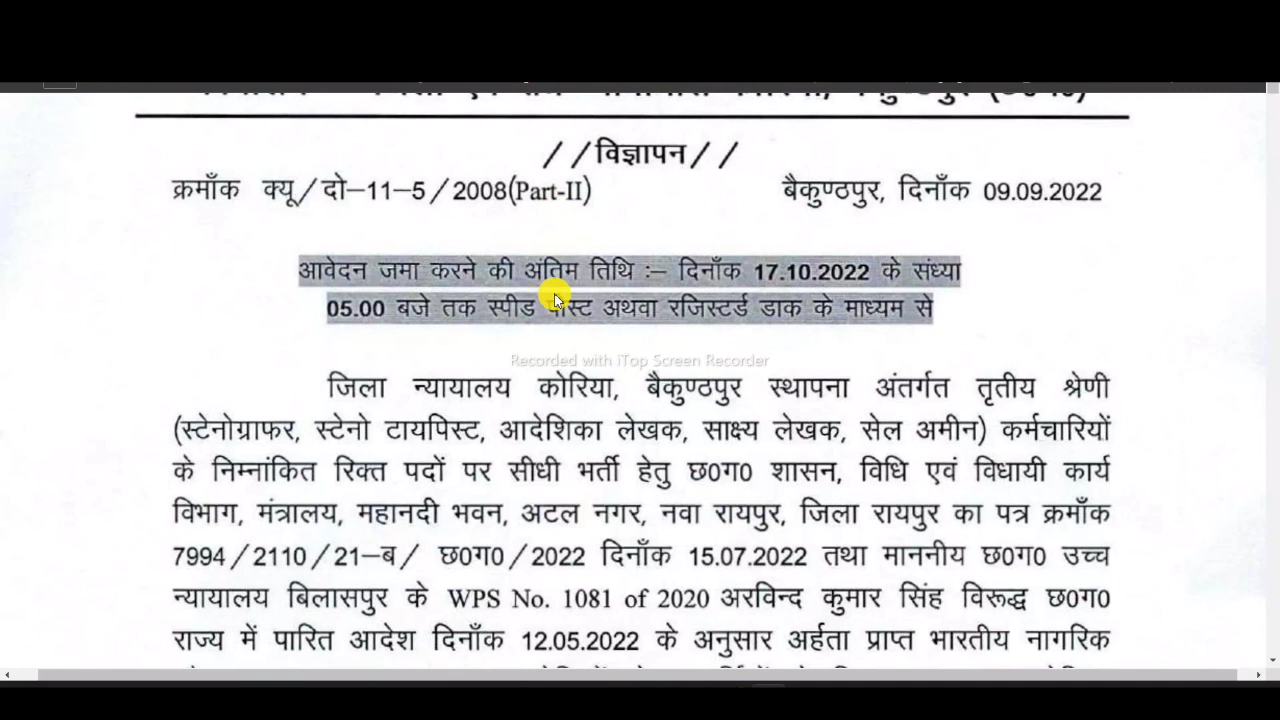 //विज्ञापन//
क्रमाँक क्यू/दो–11–5/2008(Part-II) बैकुण्ठपुर, दिनाँक 09.09.2022
आवेदन जमा करने की अंतिम तिथि :– दिनाँक 17.10.2022 के संध्या
05.00 बजे तक स्पीड पोस्ट अथवा रजिस्टर्ड डाक के माध्यम से
Recorded with iTop Screen Recorder
जिला न्यायालय कोरिया, बैकुण्ठपुर स्थापना अंतर्गत तृतीय श्रेणी
(स्टेनोग्राफर, स्टेनो टायपिस्ट, आदेशिका लेखक, साक्ष्य लेखक, सेल अमीन) कर्मचारियों
के निम्नांकित रिक्त पदों पर सीधी भर्ती हेतु छ0ग0 शासन, विधि एवं विधायी कार्य
विभाग, मंत्रालय, महानदी भवन, अटल नगर, नवा रायपुर, जिला रायपुर का पत्र क्रमाँक
7994/2110/21–ब/ छ0ग0/2022 दिनाँक 15.07.2022 तथा माननीय छ0ग0 उच्च
न्यायालय बिलासपुर के WPS No. 1081 of 2020 अरविन्द कुमार सिंह विरूद्ध छ0ग0
राज्य में पारित आदेश दिनाँक 12.05.2022 के अनुसार अर्हता प्राप्त भारतीय नागरिक